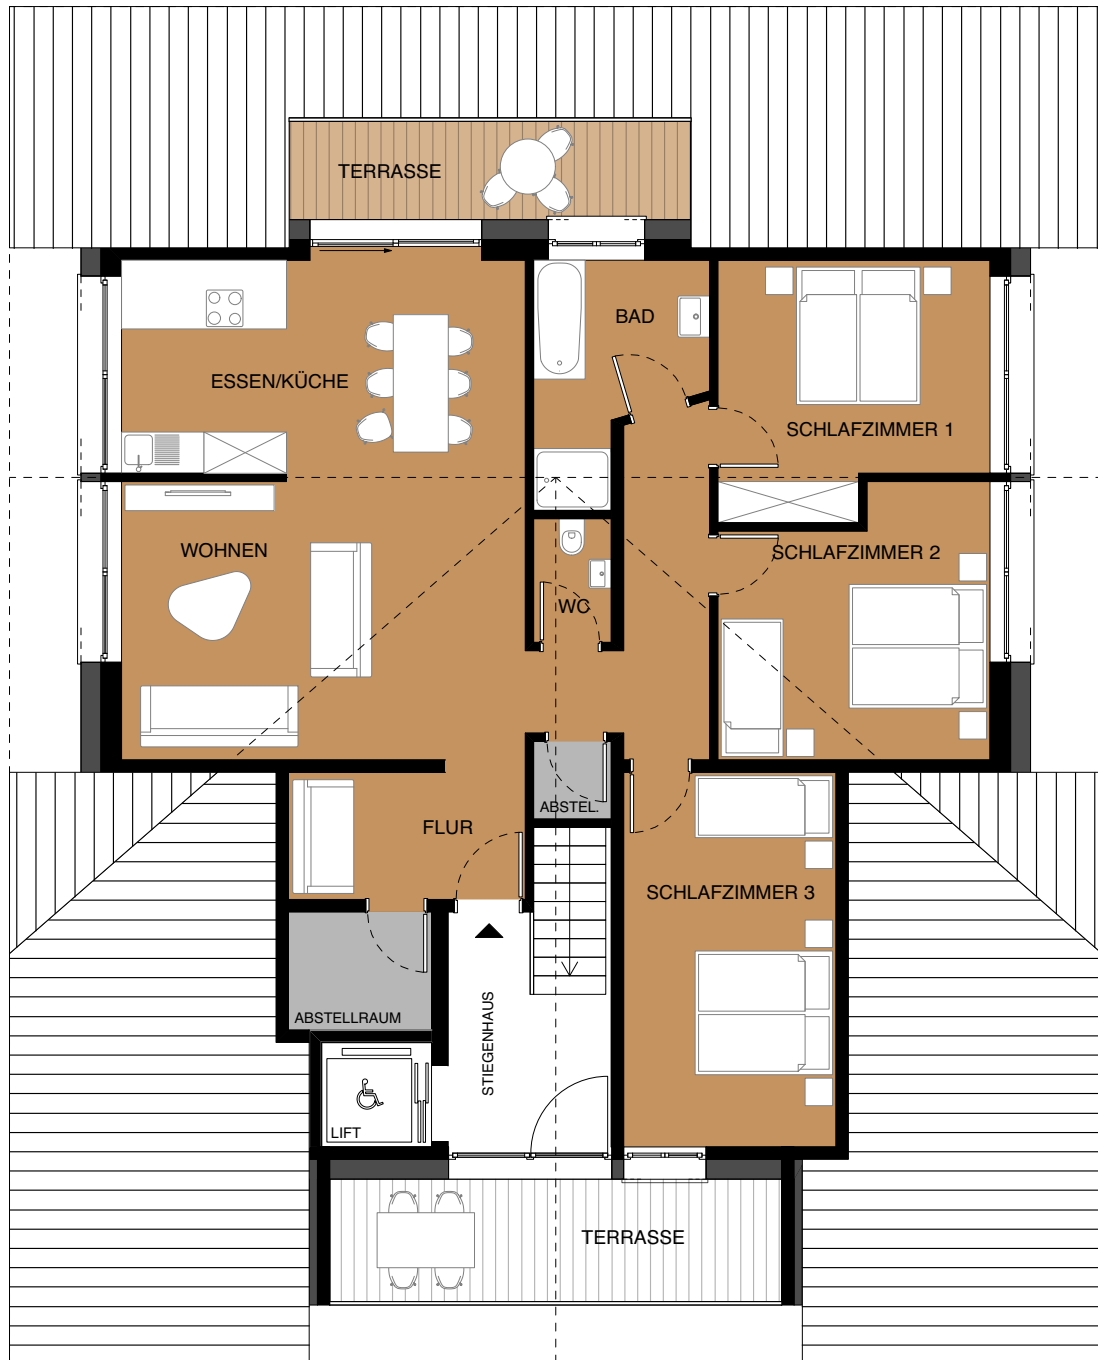 TERRASSE
BAD
ESSEN/KÜCHE
SCHLAFZIMMER 1
WOHNEN
SCHLAFZIMMER 2
WC
ABSTEL.
FLUR
SCHLAFZIMMER 3
ABSTELLRAUM
STIEGENHAUS
LIFT
TERRASSE